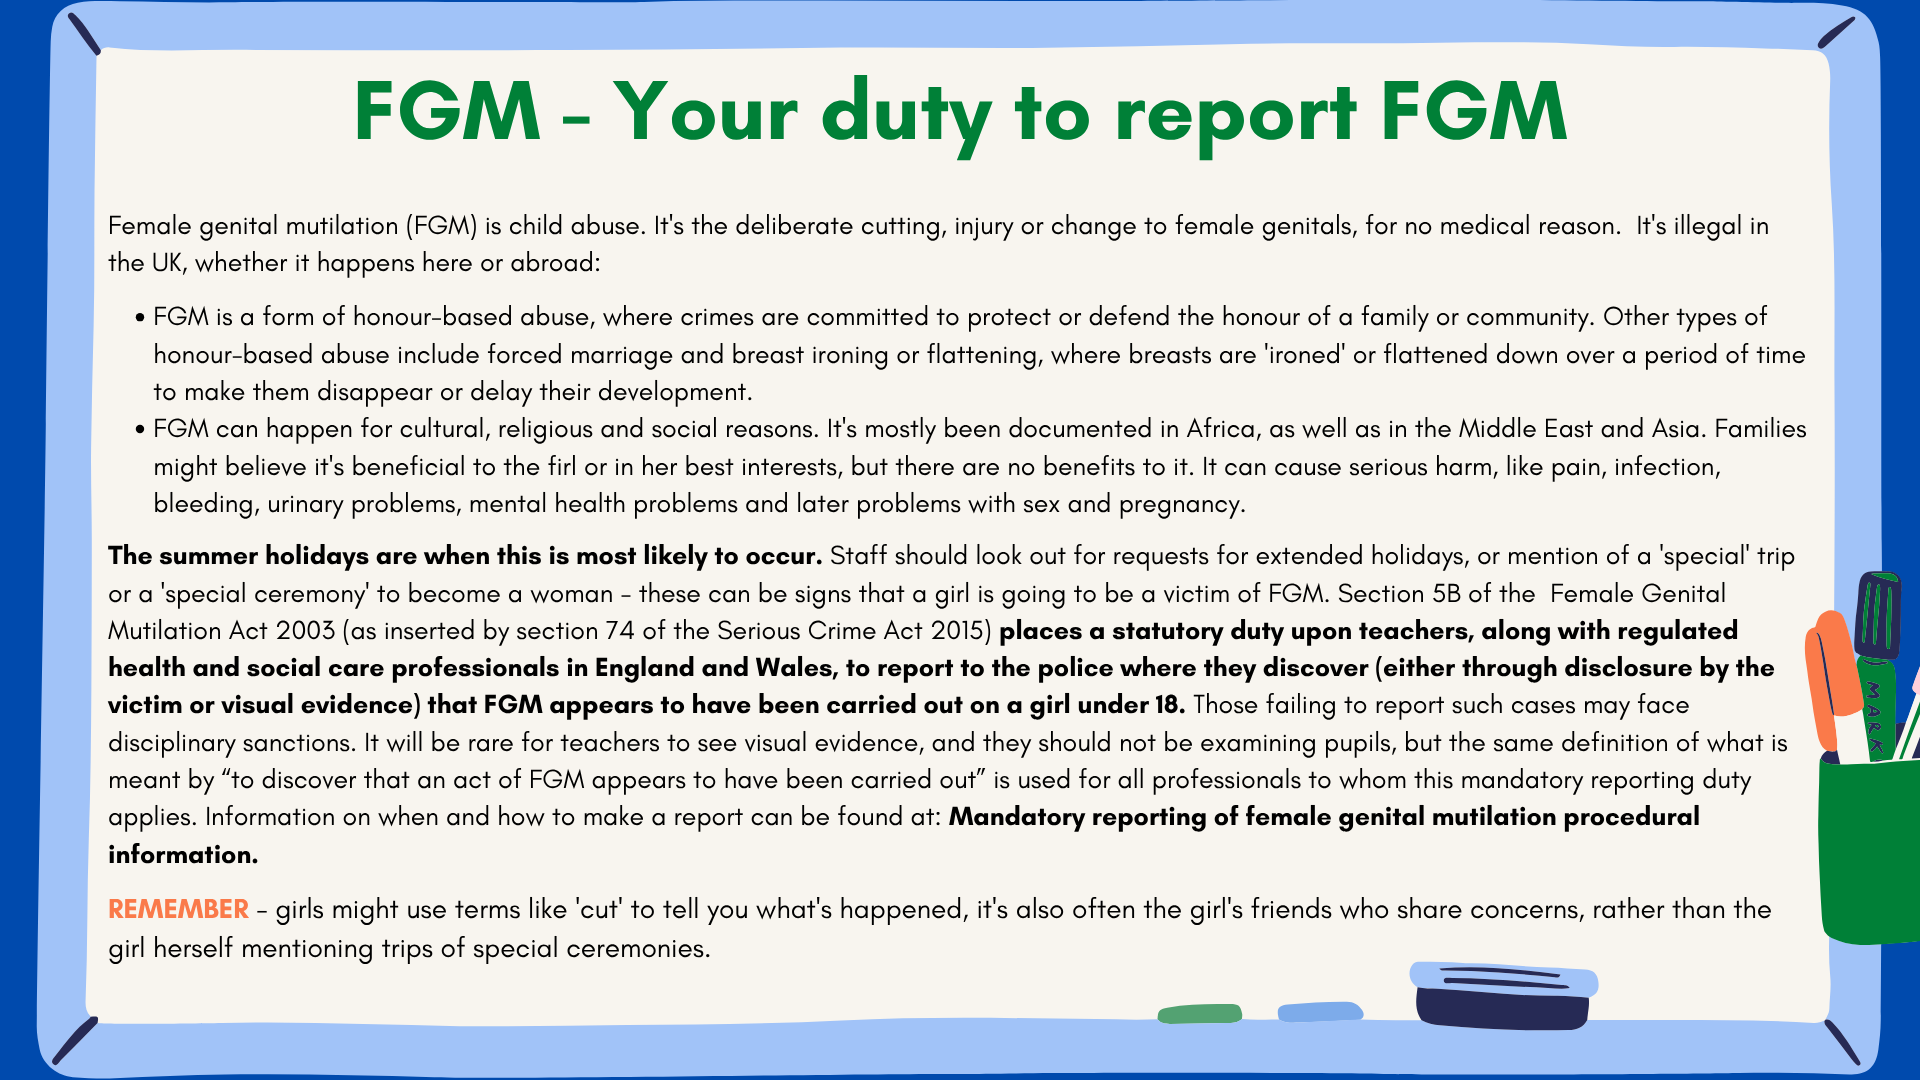 FGM - Your duty to report FGM
Female genital mutilation (FGM) is child abuse. It's the deliberate cutting, injury or change to female genitals, for no medical reason.  It's illegal in
the UK, whether it happens here or abroad:
• FGM is a form of honour-based abuse, where crimes are committed to protect or defend the honour of a family or community. Other types of
honour-based abuse include forced marriage and breast ironing or flattening, where breasts are 'ironed' or flattened down over a period of time
to make them disappear or delay their development.
• FGM can happen for cultural, religious and social reasons. It's mostly been documented in Africa, as well as in the Middle East and Asia. Families
might believe it's beneficial to the firl or in her best interests, but there are no benefits to it. It can cause serious harm, like pain, infection,
bleeding, urinary problems, mental health problems and later problems with sex and pregnancy.
The summer holidays are when this is most likely to occur. Staff should look out for requests for extended holidays, or mention of a 'special' trip
or a 'special ceremony' to become a woman - these can be signs that a girl is going to be a victim of FGM. Section 5B of the  Female Genital
Mutilation Act 2003 (as inserted by section 74 of the Serious Crime Act 2015) places a statutory duty upon teachers, along with regulated
health and social care professionals in England and Wales, to report to the police where they discover (either through disclosure by the
victim or visual evidence) that FGM appears to have been carried out on a girl under 18. Those failing to report such cases may face
disciplinary sanctions. It will be rare for teachers to see visual evidence, and they should not be examining pupils, but the same definition of what is
meant by “to discover that an act of FGM appears to have been carried out” is used for all professionals to whom this mandatory reporting duty
applies. Information on when and how to make a report can be found at: Mandatory reporting of female genital mutilation procedural
information.
REMEMBER - girls might use terms like 'cut' to tell you what's happened, it's also often the girl's friends who share concerns, rather than the
girl herself mentioning trips of special ceremonies.
MARK